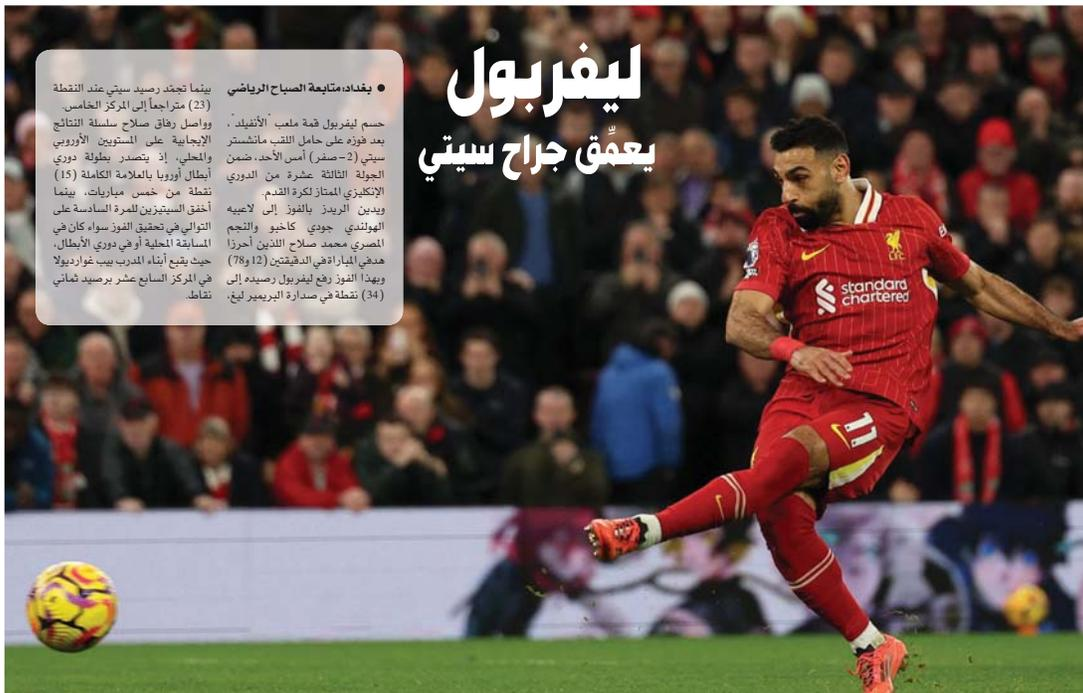 ليفربول
يعمِّق جراح سيتي
● بغداد: متابعة الصباح الرياضي
حسم ليفربول قمة ملعب "الأنفيلد"،
بعد فوزه على حامل اللقب مانشستر
سيتي (2 – صفر) أمس الأحد، ضمن
الجولة الثالثة عشرة من الدوري
الإنكليزي الممتاز لكرة القدم.
ويدين الريدز بالفوز إلى لاعبيه
الهولندي جودي كاخبو والنجم
المصري محمد صلاح اللذين أحرزا
هدفي المباراة في الدقيقتين (12 و78)
وبهذا الفوز رفع ليفربول رصيده إلى
(34) نقطة في صدارة البريمير ليغ،
بينما تجمّد رصيد سيتي عند النقطة
(23) متراجعاً إلى المركز الخامس.
وواصل رفاق صلاح سلسلة النتائج
الإيجابية على المستويين الأوروبي
والمحلي، إذ يتصدر بطولة دوري
أبطال أوروبا بالعلامة الكاملة (15)
نقطة من خمس مباريات، بينما
أخفق السيتيزين للمرة السادسة على
التوالي في تحقيق الفوز سواء كان في
المسابقة المحلية أو في دوري الأبطال،
حيث يقبع أبناء المدرب بيب غوارديولا
في المركز السابع عشر برصيد ثماني
نقاط.
L.F.C.
standard
chartered
11